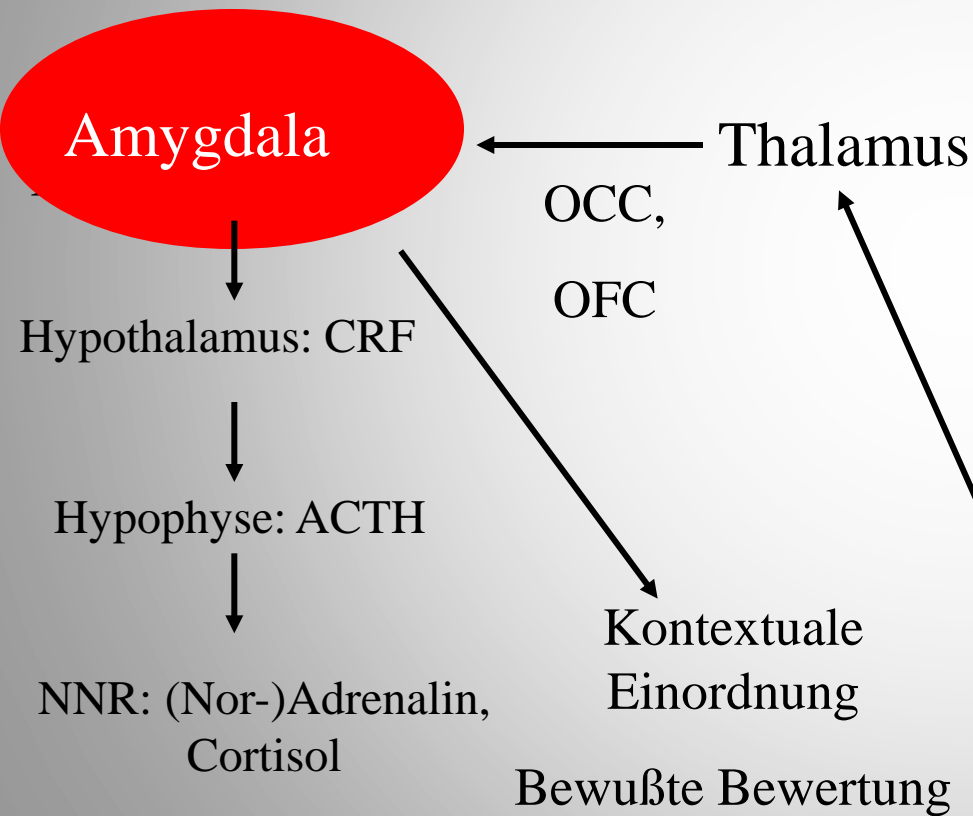 Amygdala
Thalamus
OCC,
OFC
Hypothalamus: CRF
Hypophyse: ACTH
NNR: (Nor-)Adrenalin,
Cortisol
Kontextuale
Einordnung
Bewußte Bewertung